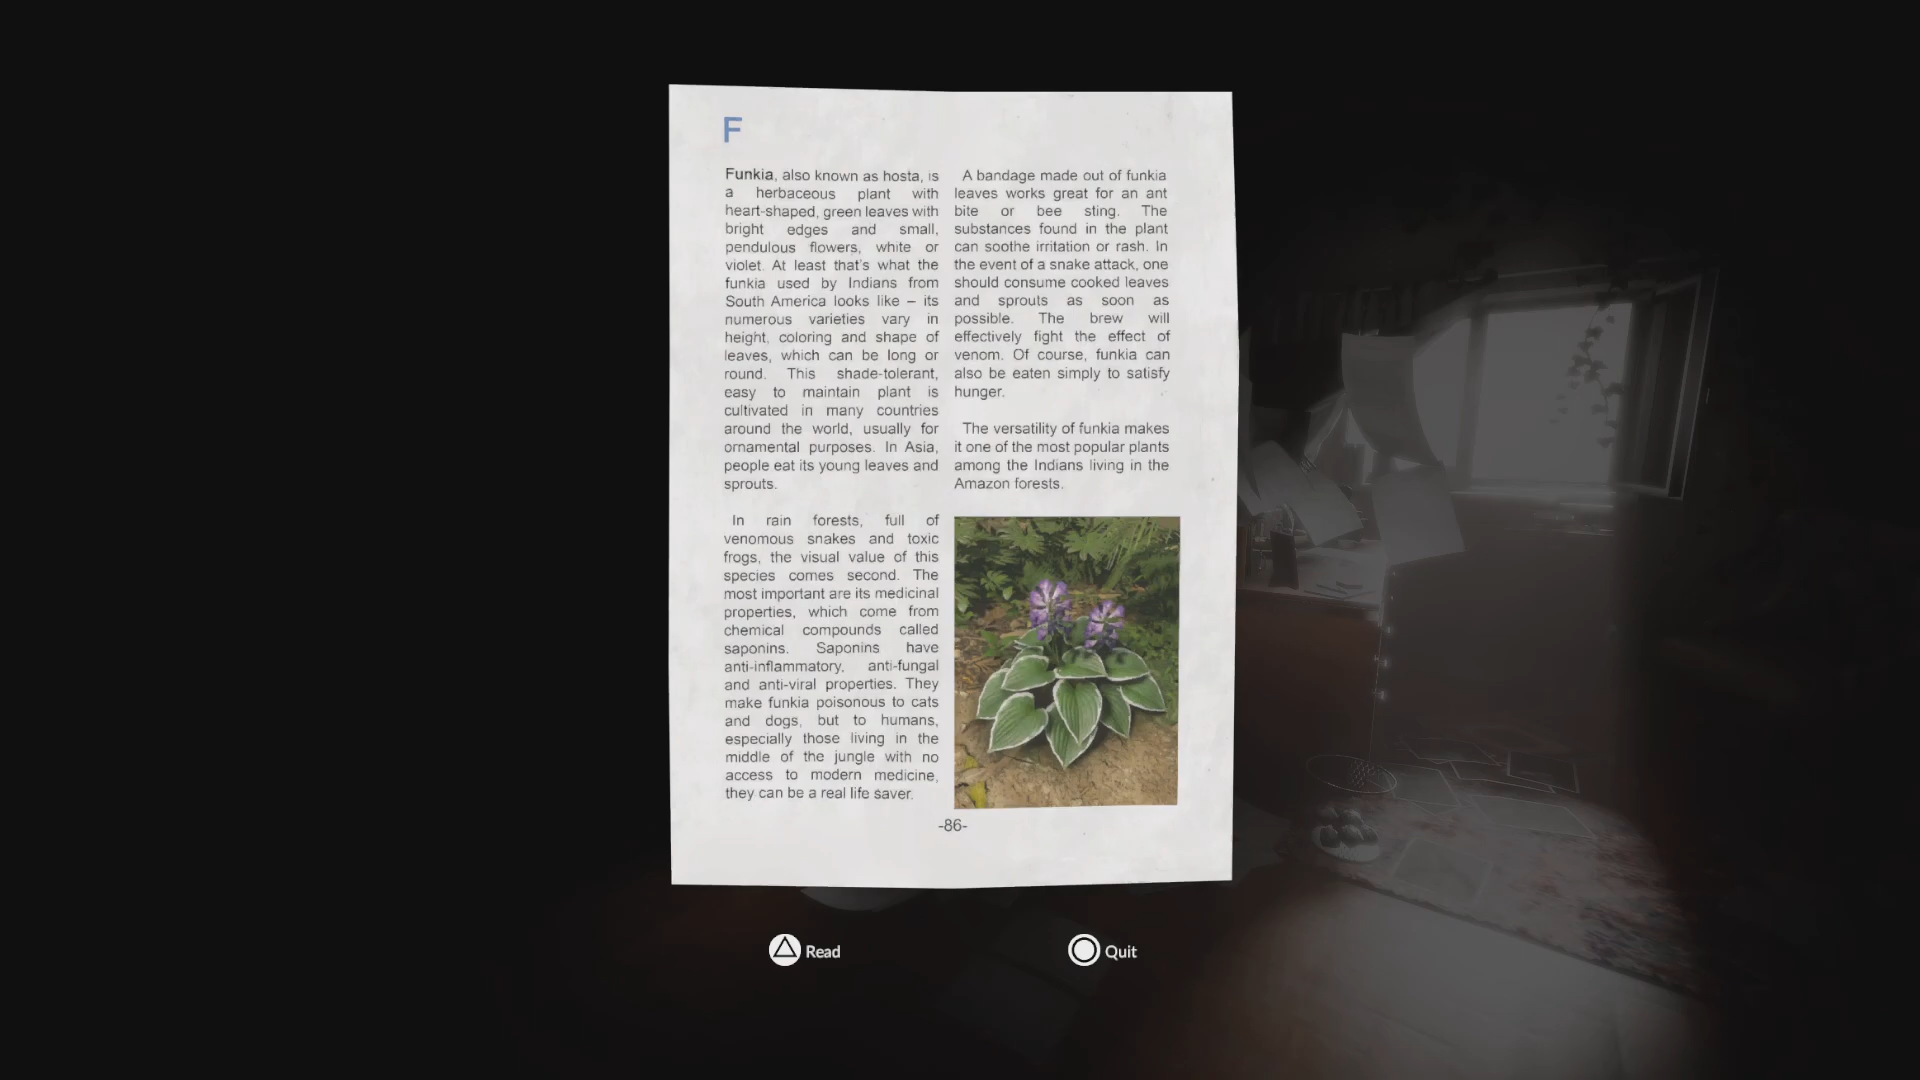 F
Funkia, also known as hosta, is
a herbaceous plant with
heart-shaped, green leaves with
bright edges and small,
pendulous flowers, white or
violet. At least that's what the
funkia used by Indians from
South America looks like – its
numerous varieties vary in
height, coloring and shape of
leaves, which can be long or
round. This shade-tolerant,
easy to maintain plant is
cultivated in many countries
around the world, usually for
ornamental purposes. In Asia,
people eat its young leaves and
sprouts.
In rain forests, full of
venomous snakes and toxic
frogs, the visual value of this
species comes second. The
most important are its medicinal
properties, which come from
chemical compounds called
saponins. Saponins have
anti-inflammatory, anti-fungal
and anti-viral properties. They
make funkia poisonous to cats
and dogs, but to humans,
especially those living in the
middle of the jungle with no
access to modern medicine,
they can be a real life saver.
A bandage made out of funkia
leaves works great for an ant
bite or bee sting. The
substances found in the plant
can soothe irritation or rash. In
the event of a snake attack, one
should consume cooked leaves
and sprouts as soon as
possible. The brew will
effectively fight the effect of
venom. Of course, funkia can
also be eaten simply to satisfy
hunger.
The versatility of funkia makes
it one of the most popular plants
among the Indians living in the
Amazon forests.
-86-
Read
Quit